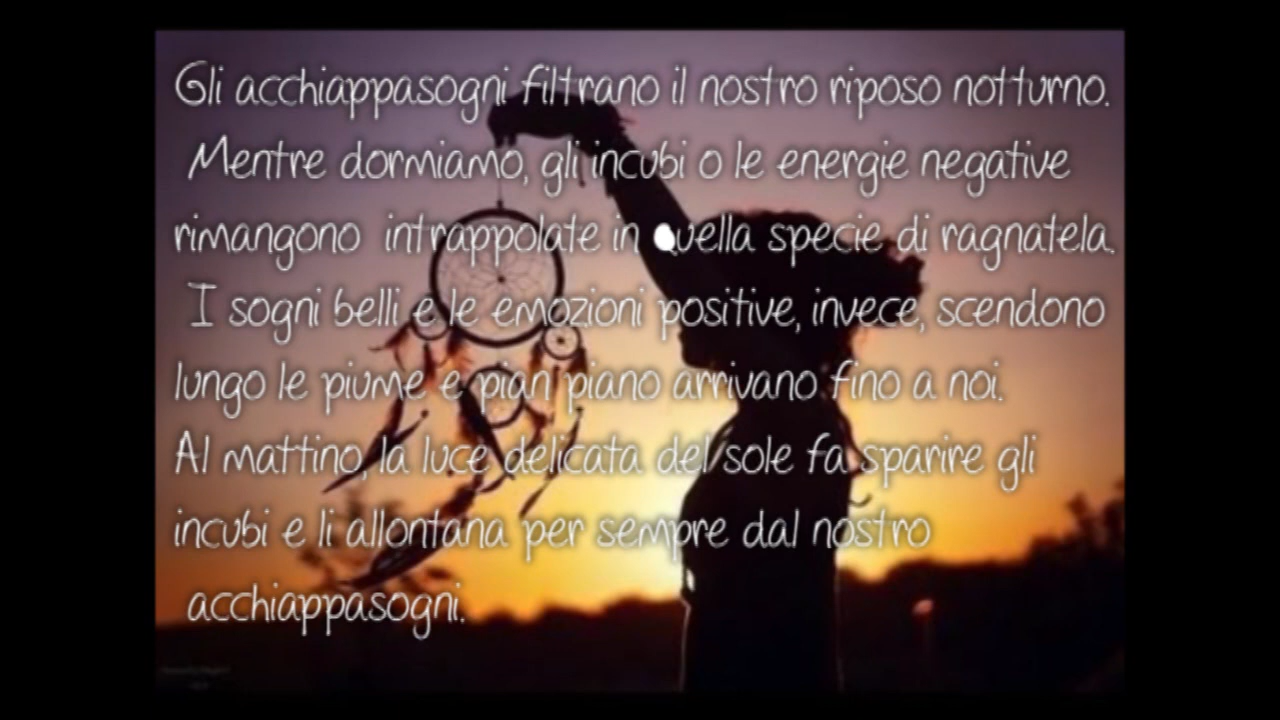 Gli acchiappasogni filtrano il nostro riposo notturno.
Mentre dormiamo, gli incubi o le energie negative
rimangono intrappolate in quella specie di ragnatela.
I sogni belli e le emozioni positive, invece, scendono
lungo le piume e pian piano arrivano fino a noi.
Al mattino, la luce delicata del sole fa sparire gli
incubi e li allontana per sempre dal nostro
acchiappasogni.